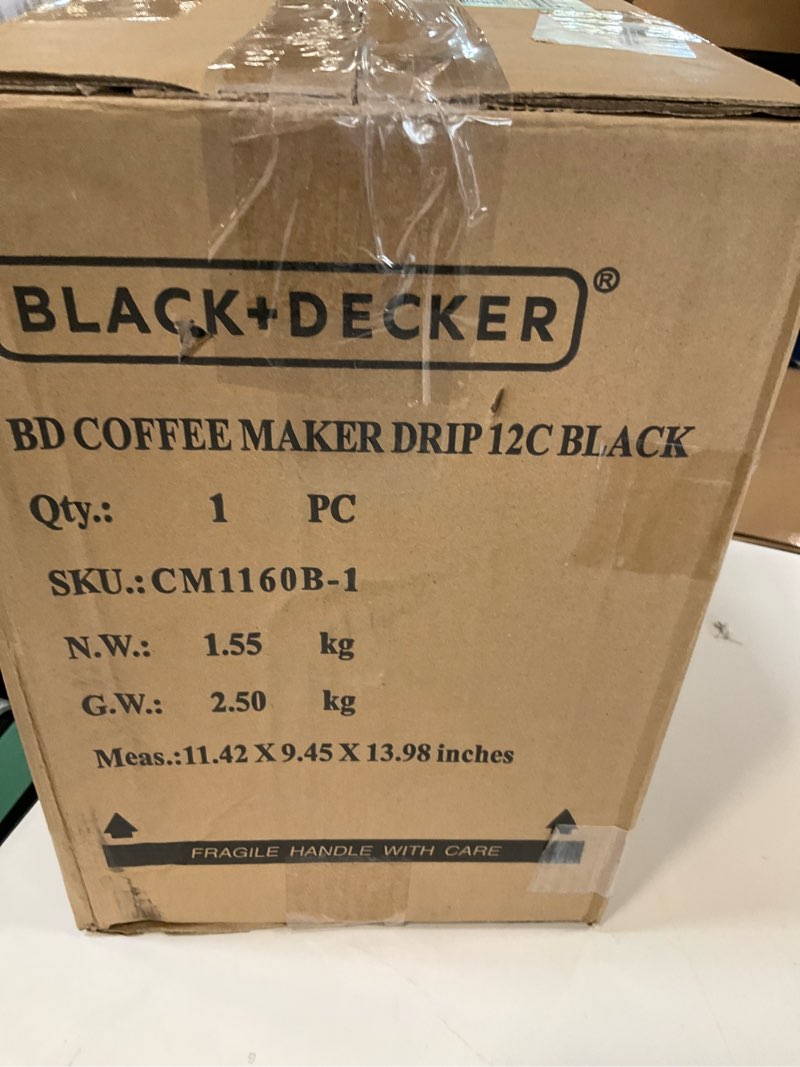 BLACK+DECKER®
BD COFFEE MAKER DRIP 12C BLACK
Qty.: 1 PC
SKU.: CM1160B-1
N.W.: 1.55 kg
G.W.: 2.50 kg
Meas.:11.42 X 9.45 X 13.98 inches
FRAGILE HANDLE WITH CARE